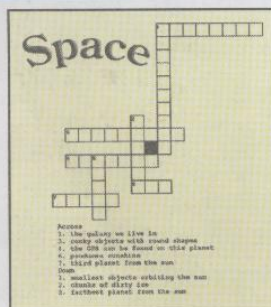 Space
Across
1. the galaxy we live in
3. rocky objects with round shapes
5. the GPS can be found on this planet
6. produces sunshine
7. third planet from the sun
Down
1. smallest objects orbiting the sun
2. chunks of dirty ice
3. farthest planet from the sun